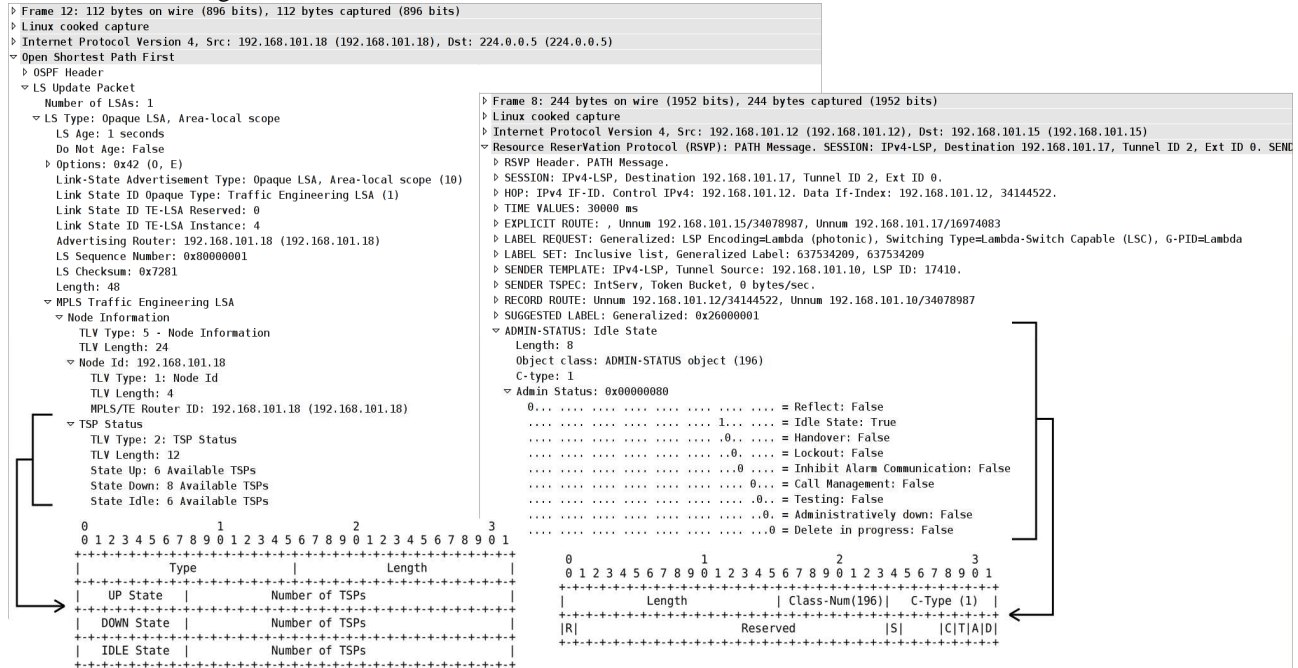 Frame 12: 112 bytes on wire (896 bits), 112 bytes captured (896 bits)
Linux cooked capture
Internet Protocol Version 4, Src: 192.168.101.18 (192.168.101.18), Dst: 224.0.0.5 (224.0.0.5)
Open Shortest Path First
OSPF Header
LS Update Packet
Number of LSAs: 1
LS Type: Opaque LSA, Area-local scope
LS Age: 1 seconds
Do Not Age: False
Options: 0x42 (O, E)
Link-State Advertisement Type: Opaque LSA, Area-local scope (10)
Link State ID Opaque Type: Traffic Engineering LSA (1)
Link State ID TE-LSA Reserved: 0
Link State ID TE-LSA Instance: 4
Advertising Router: 192.168.101.18 (192.168.101.18)
LS Sequence Number: 0x80000001
LS Checksum: 0x7281
Length: 48
MPLS Traffic Engineering LSA
Node Information
TLV Type: 5 - Node Information
TLV Length: 24
Node Id: 192.168.101.18
TLV Type: 1: Node Id
TLV Length: 4
MPLS/TE Router ID: 192.168.101.18 (192.168.101.18)
TSP Status
TLV Type: 2: TSP Status
TLV Length: 12
State Up: 6 Available TSPs
State Down: 8 Available TSPs
State Idle: 6 Available TSPs
0 1 2 3
0 1 2 3 4 5 6 7 8 9 0 1 2 3 4 5 6 7 8 9 0 1 2 3 4 5 6 7 8 9 0 1
+-+-+-+-+-+-+-+-+-+-+-+-+-+-+-+-+-+-+-+-+-+-+-+-+-+-+-+-+-+-+-+-+
| Type | Length |
+-+-+-+-+-+-+-+-+-+-+-+-+-+-+-+-+-+-+-+-+-+-+-+-+-+-+-+-+-+-+-+-+
| UP State | Number of TSPs |
+-+-+-+-+-+-+-+-+-+-+-+-+-+-+-+-+-+-+-+-+-+-+-+-+-+-+-+-+-+-+-+-+
| DOWN State | Number of TSPs |
+-+-+-+-+-+-+-+-+-+-+-+-+-+-+-+-+-+-+-+-+-+-+-+-+-+-+-+-+-+-+-+-+
| IDLE State | Number of TSPs |
+-+-+-+-+-+-+-+-+-+-+-+-+-+-+-+-+-+-+-+-+-+-+-+-+-+-+-+-+-+-+-+-+
Frame 8: 244 bytes on wire (1952 bits), 244 bytes captured (1952 bits)
Linux cooked capture
Internet Protocol Version 4, Src: 192.168.101.12 (192.168.101.12), Dst: 192.168.101.15 (192.168.101.15)
Resource ReserVation Protocol (RSVP): PATH Message. SESSION: IPv4-LSP, Destination 192.168.101.17, Tunnel ID 2, Ext ID 0. SEND
RSVP Header. PATH Message.
SESSION: IPv4-LSP, Destination 192.168.101.17, Tunnel ID 2, Ext ID 0.
HOP: IPv4 IF-ID. Control IPv4: 192.168.101.12. Data If-Index: 192.168.101.12, 34144522.
TIME VALUES: 30000 ms
EXPLICIT ROUTE: , Unnum 192.168.101.15/34078987, Unnum 192.168.101.17/16974083
LABEL REQUEST: Generalized: LSP Encoding=Lambda (photonic), Switching Type=Lambda-Switch Capable (LSC), G-PID=Lambda
LABEL SET: Inclusive list, Generalized Label: 637534209, 637534209
SENDER TEMPLATE: IPv4-LSP, Tunnel Source: 192.168.101.10, LSP ID: 17410.
SENDER TSPEC: IntServ, Token Bucket, 0 bytes/sec.
RECORD ROUTE: Unnum 192.168.101.12/34144522, Unnum 192.168.101.10/34078987
SUGGESTED LABEL: Generalized: 0x26000001
ADMIN-STATUS: Idle State
Length: 8
Object class: ADMIN-STATUS object (196)
C-type: 1
Admin Status: 0x00000080
0... .... .... .... .... .... .... .... = Reflect: False
.... .... .... .... .... .... 1... .... = Idle State: True
.... .... .... .... .... .... .0.. .... = Handover: False
.... .... .... .... .... .... ..0. .... = Lockout: False
.... .... .... .... .... .... ...0 .... = Inhibit Alarm Communication: False
.... .... .... .... .... .... .... 0... = Call Management: False
.... .... .... .... .... .... .... .0.. = Testing: False
.... .... .... .... .... .... .... ..0. = Administratively down: False
.... .... .... .... .... .... .... ...0 = Delete in progress: False
0 1 2 3
0 1 2 3 4 5 6 7 8 9 0 1 2 3 4 5 6 7 8 9 0 1 2 3 4 5 6 7 8 9 0 1
+-+-+-+-+-+-+-+-+-+-+-+-+-+-+-+-+-+-+-+-+-+-+-+-+-+-+-+-+-+-+-+-+
| Length | Class-Num(196)| C-Type (1) |
+-+-+-+-+-+-+-+-+-+-+-+-+-+-+-+-+-+-+-+-+-+-+-+-+-+-+-+-+-+-+-+-+
|R| Reserved |S| |C|T|A|D|
+-+-+-+-+-+-+-+-+-+-+-+-+-+-+-+-+-+-+-+-+-+-+-+-+-+-+-+-+-+-+-+-+